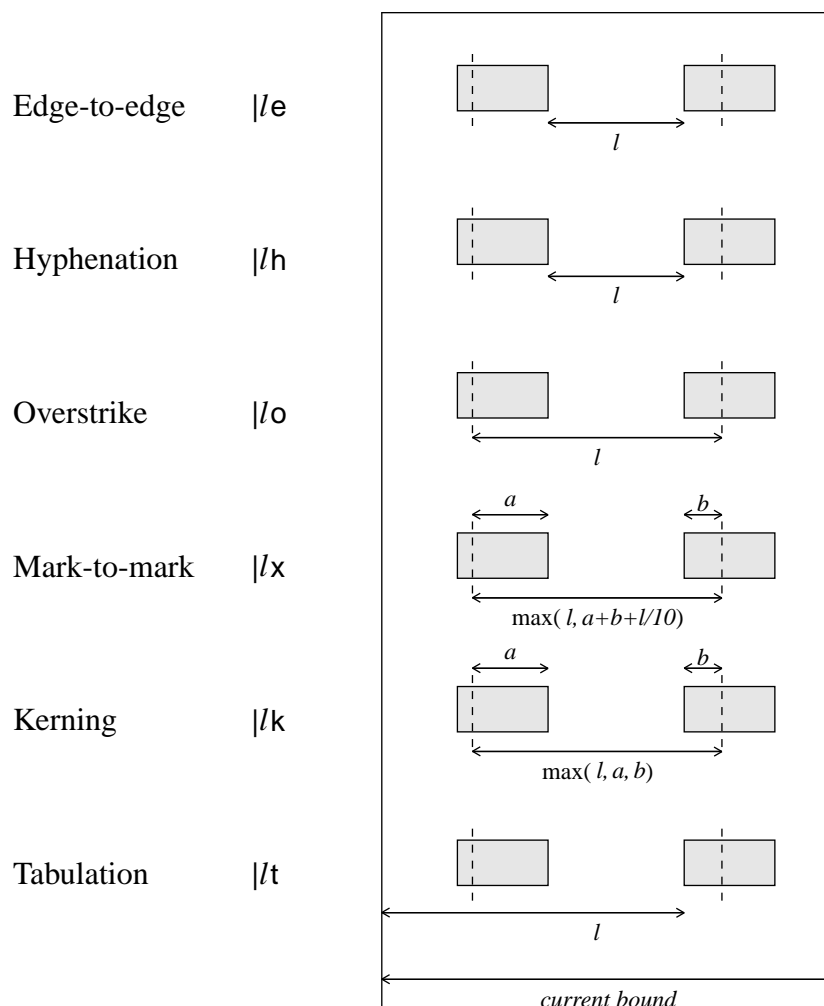 Edge-to-edge |le
l
Hyphenation |lh
l
Overstrike |lo
l
a b
Mark-to-mark |lx
max( l, a+b+l/10)
a b
Kerning |lk
max( l, a, b)
Tabulation |lt
l
current bound